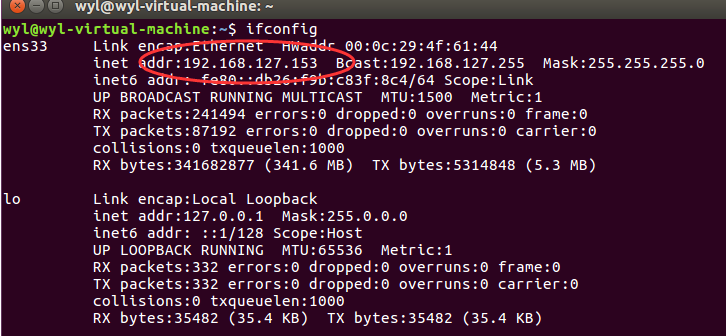 wyl@wyl-virtual-machine: ~
wyl@wyl-virtual-machine:~$ ifconfig
ens33 Link encap:Ethernet HWaddr 00:0c:29:4f:61:44
inet addr:192.168.127.153 Bcast:192.168.127.255 Mask:255.255.255.0
inet6 addr: fe80::db26:f9b:c83f:8c4/64 Scope:Link
UP BROADCAST RUNNING MULTICAST MTU:1500 Metric:1
RX packets:241494 errors:0 dropped:0 overruns:0 frame:0
TX packets:87192 errors:0 dropped:0 overruns:0 carrier:0
collisions:0 txqueuelen:1000
RX bytes:341682877 (341.6 MB) TX bytes:5314848 (5.3 MB)
lo Link encap:Local Loopback
inet addr:127.0.0.1 Mask:255.0.0.0
inet6 addr: ::1/128 Scope:Host
UP LOOPBACK RUNNING MTU:65536 Metric:1
RX packets:332 errors:0 dropped:0 overruns:0 frame:0
TX packets:332 errors:0 dropped:0 overruns:0 carrier:0
collisions:0 txqueuelen:1000
RX bytes:35482 (35.4 KB) TX bytes:35482 (35.4 KB)